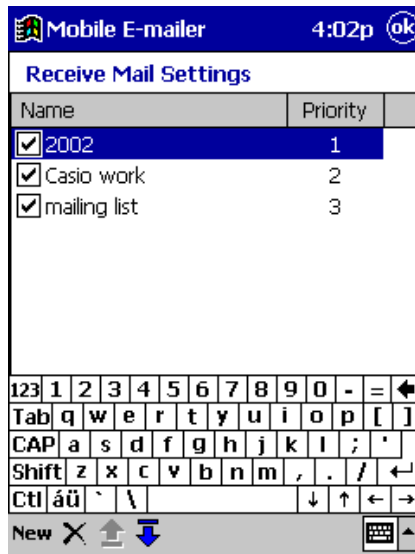 Mobile E-mailer 4:02p ok
Receive Mail Settings
Name Priority
2002 1
Casio work 2
mailing list 3
123 1 2 3 4 5 6 7 8 9 0 - =
Tab q w e r t y u i o p [ ]
CAP a s d f g h j k l ; '
Shift z x c v b n m , . /
Ctl áü ` \ ↓ ↑ ← →
New